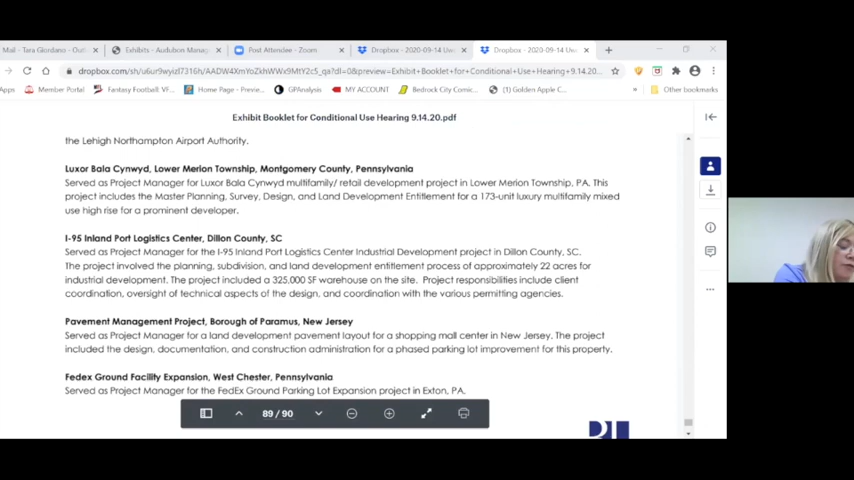 Mail - Tara Giordano - Out
Exhibits - Audubon Manag
Post Attendee - Zoom
Dropbox - 2020-09-14 Uw
Dropbox - 2020-09-14 Uw
dropbox.com/sh/
preview=Exhibit+Booklet+for+Conditional+Use+Hearing+9.14.20...
Apps
Member Portal
Fantasy Football: VF...
Home Page - Previe...
GPAnalysis
MY ACCOUNT
Bedrock City Comic...
(1) Golden Apple C...
»
Other bookmarks
Exhibit Booklet for Conditional Use Hearing 9.14.20.pdf
the Lehigh Northampton Airport Authority.
Luxor Bala Cynwyd, Lower Merion Township, Montgomery County, Pennsylvania
Served as Project Manager for Luxor Bala Cynwyd multifamily/ retail development project in Lower Merion Township, PA. This
project includes the Master Planning, Survey, Design, and Land Development Entitlement for a 173-unit luxury multifamily mixed
use high rise for a prominent developer.
I-95 Inland Port Logistics Center, Dillon County, SC
Served as Project Manager for the I-95 Inland Port Logistics Center Industrial Development project in Dillon County, SC.
The project involved the planning, subdivision, and land development entitlement process of approximately 22 acres for
industrial development. The project included a 325,000 SF warehouse on the site. Project responsibilities include client
coordination, oversight of technical aspects of the design, and coordination with the various permitting agencies.
Pavement Management Project, Borough of Paramus, New Jersey
Served as Project Manager for a land development pavement layout for a shopping mall center in New Jersey. The project
included the design, documentation, and construction administration for a phased parking lot improvement for this property.
Fedex Ground Facility Expansion, West Chester, Pennsylvania
Served as Project Manager for the FedEx Ground Parking Lot Expansion project in Exton, PA.
89 / 90